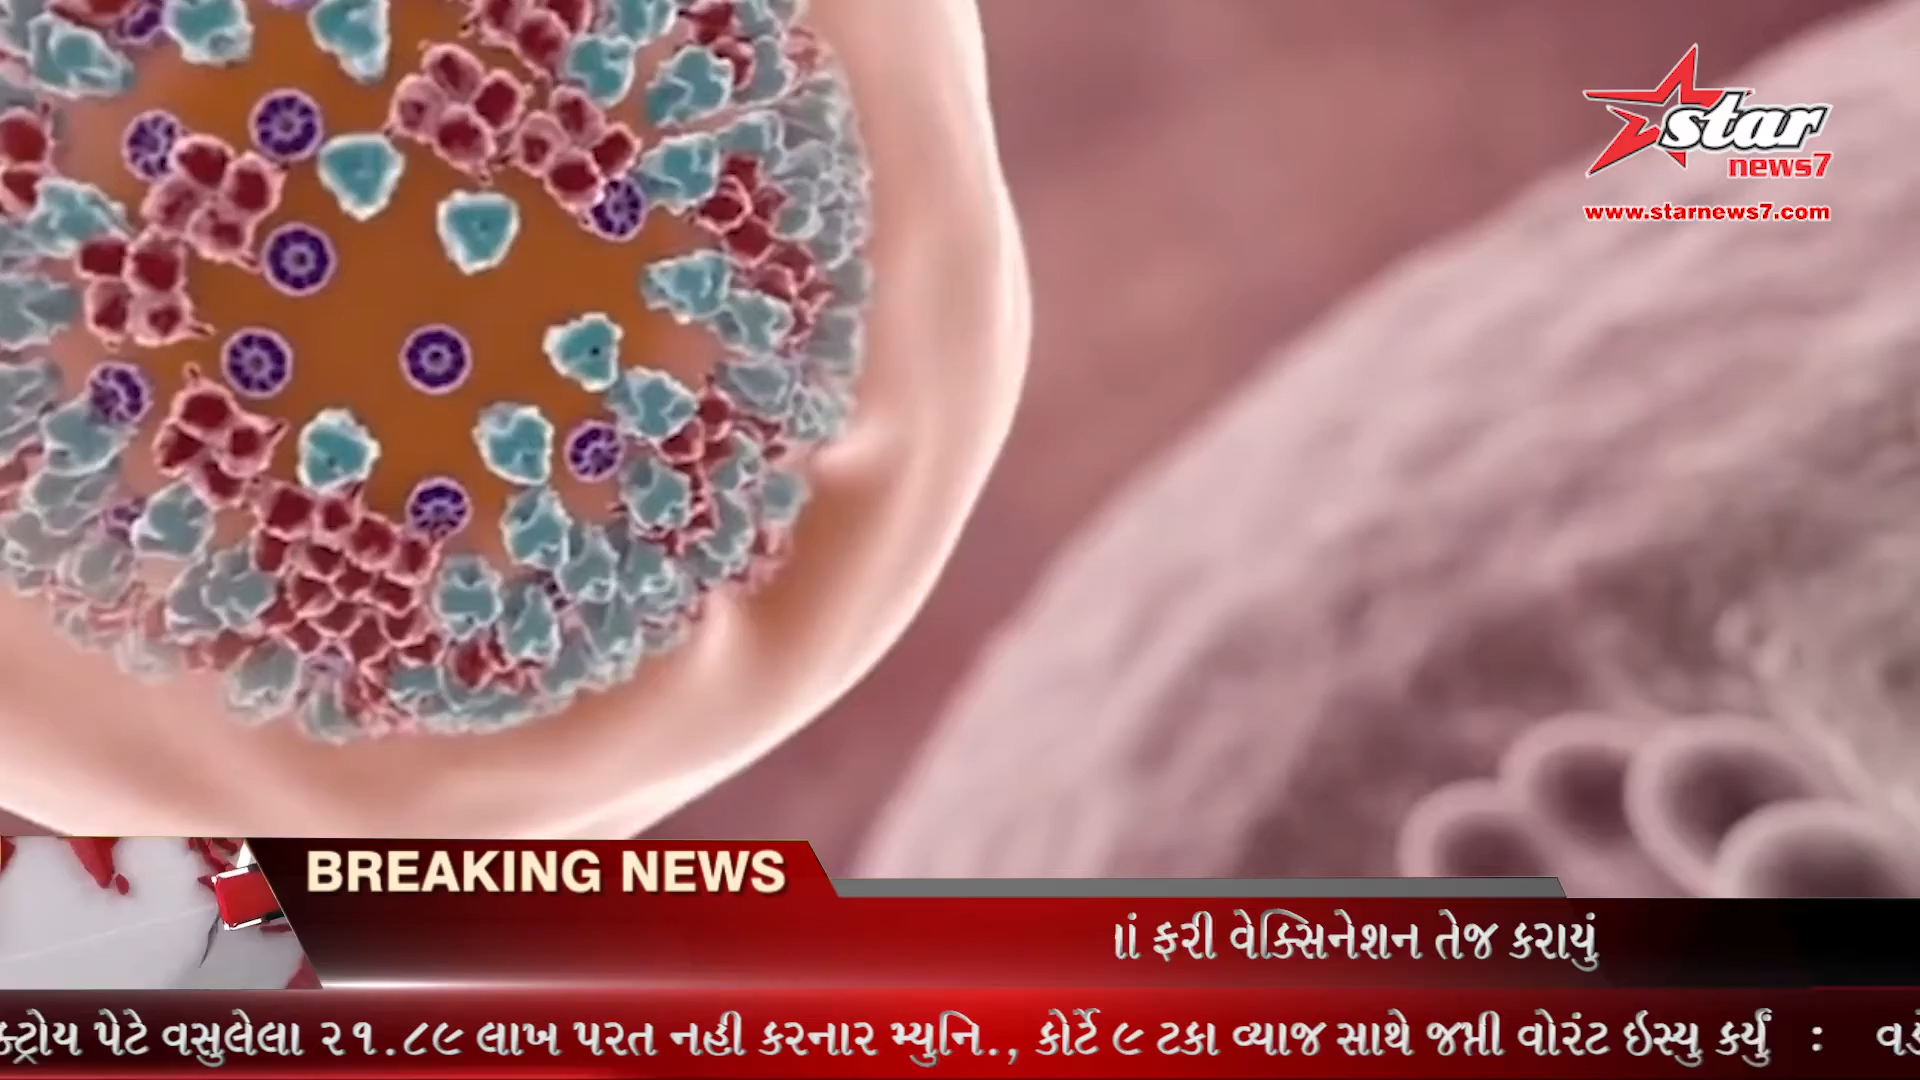 star
news7
www.starnews7.com
BREAKING NEWS
ફરી વેક્સિનેશન તેજ કરાયું
પેટે વસુલેલા ૨૧.૮૯ લાખ પરત નહી કરનાર મ્યુનિ., કોર્ટે ૯ ટકા વ્યાજ સાથે જપ્તી વોરંટ ઇસ્યુ કર્યું :